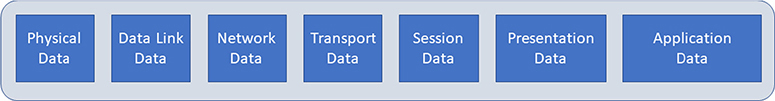 Physical
Data
Data Link
Data
Network
Data
Transport
Data
Session
Data
Presentation
Data
Application
Data